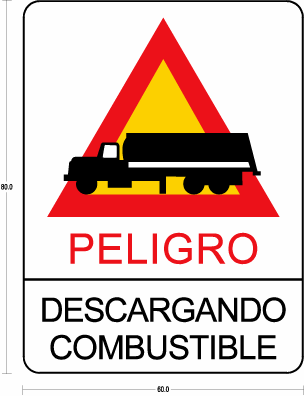 80.0
PELIGRO
DESCARGANDO
COMBUSTIBLE
60.0